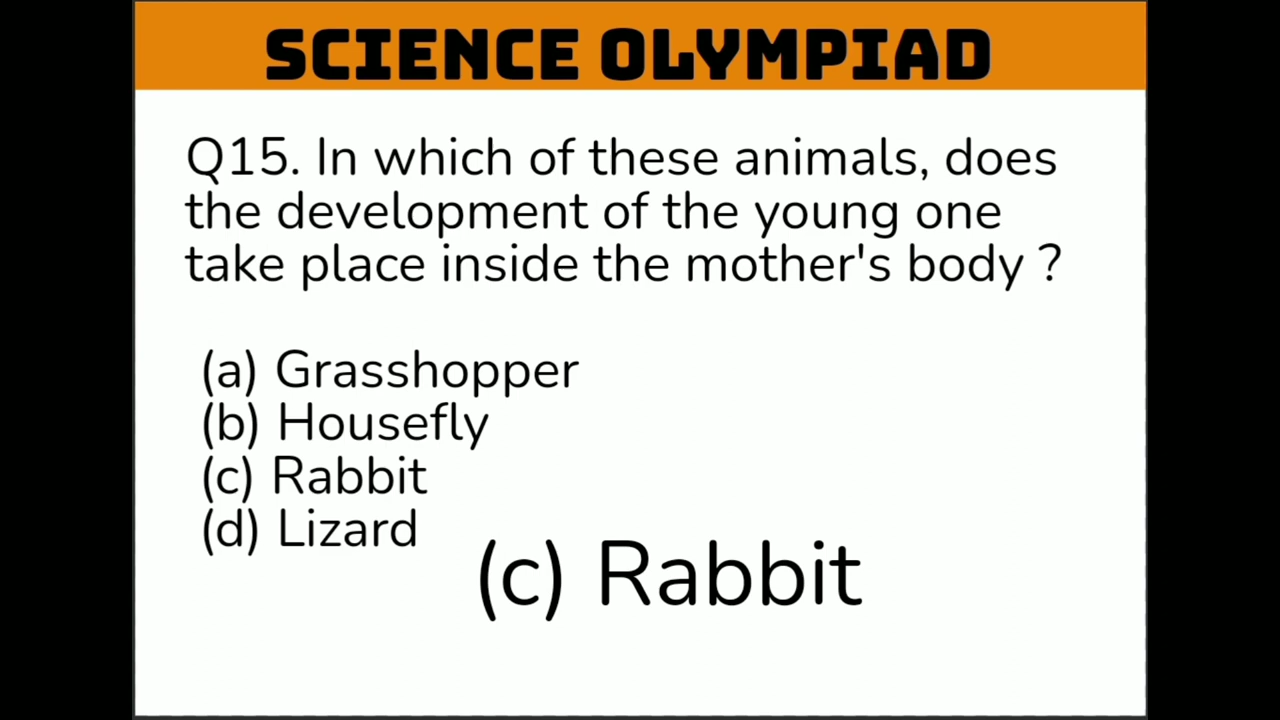 SCIENCE OLYMPIAD
Q15. In which of these animals, does
the development of the young one
take place inside the mother's body ?
(a) Grasshopper
(b) Housefly
(c) Rabbit
(d) Lizard
(c) Rabbit